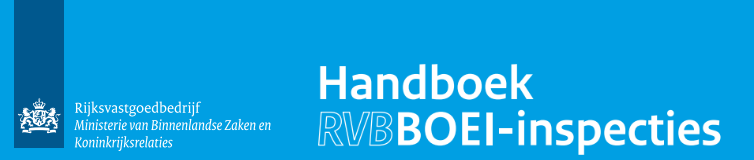 Rijksvastgoedbedrijf
Ministerie van Binnenlandse Zaken en
Koninkrijksrelaties
Handboek
RVBBOEI-inspecties